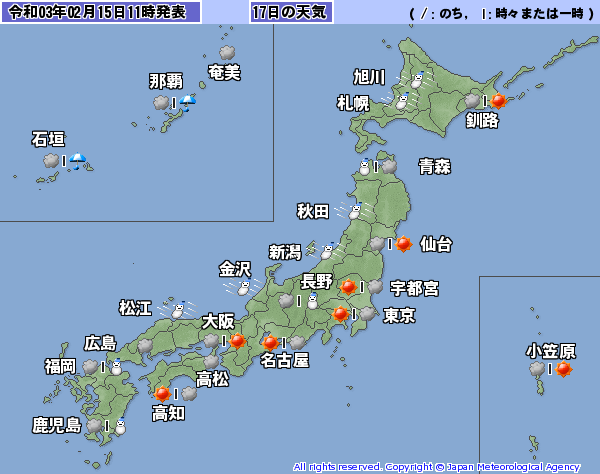 令和03年02月15日11時発表 17日の天気 ( /: のち, |: 時々または一時 )
奄美
那覇
石垣
旭川
札幌
釧路
青森
秋田
仙台
新潟
金沢
長野
宇都宮
松江
大阪
東京
広島
名古屋
福岡
高松
高知
鹿児島
小笠原
All rights reserved. Copyright © Japan Meteorological Agency